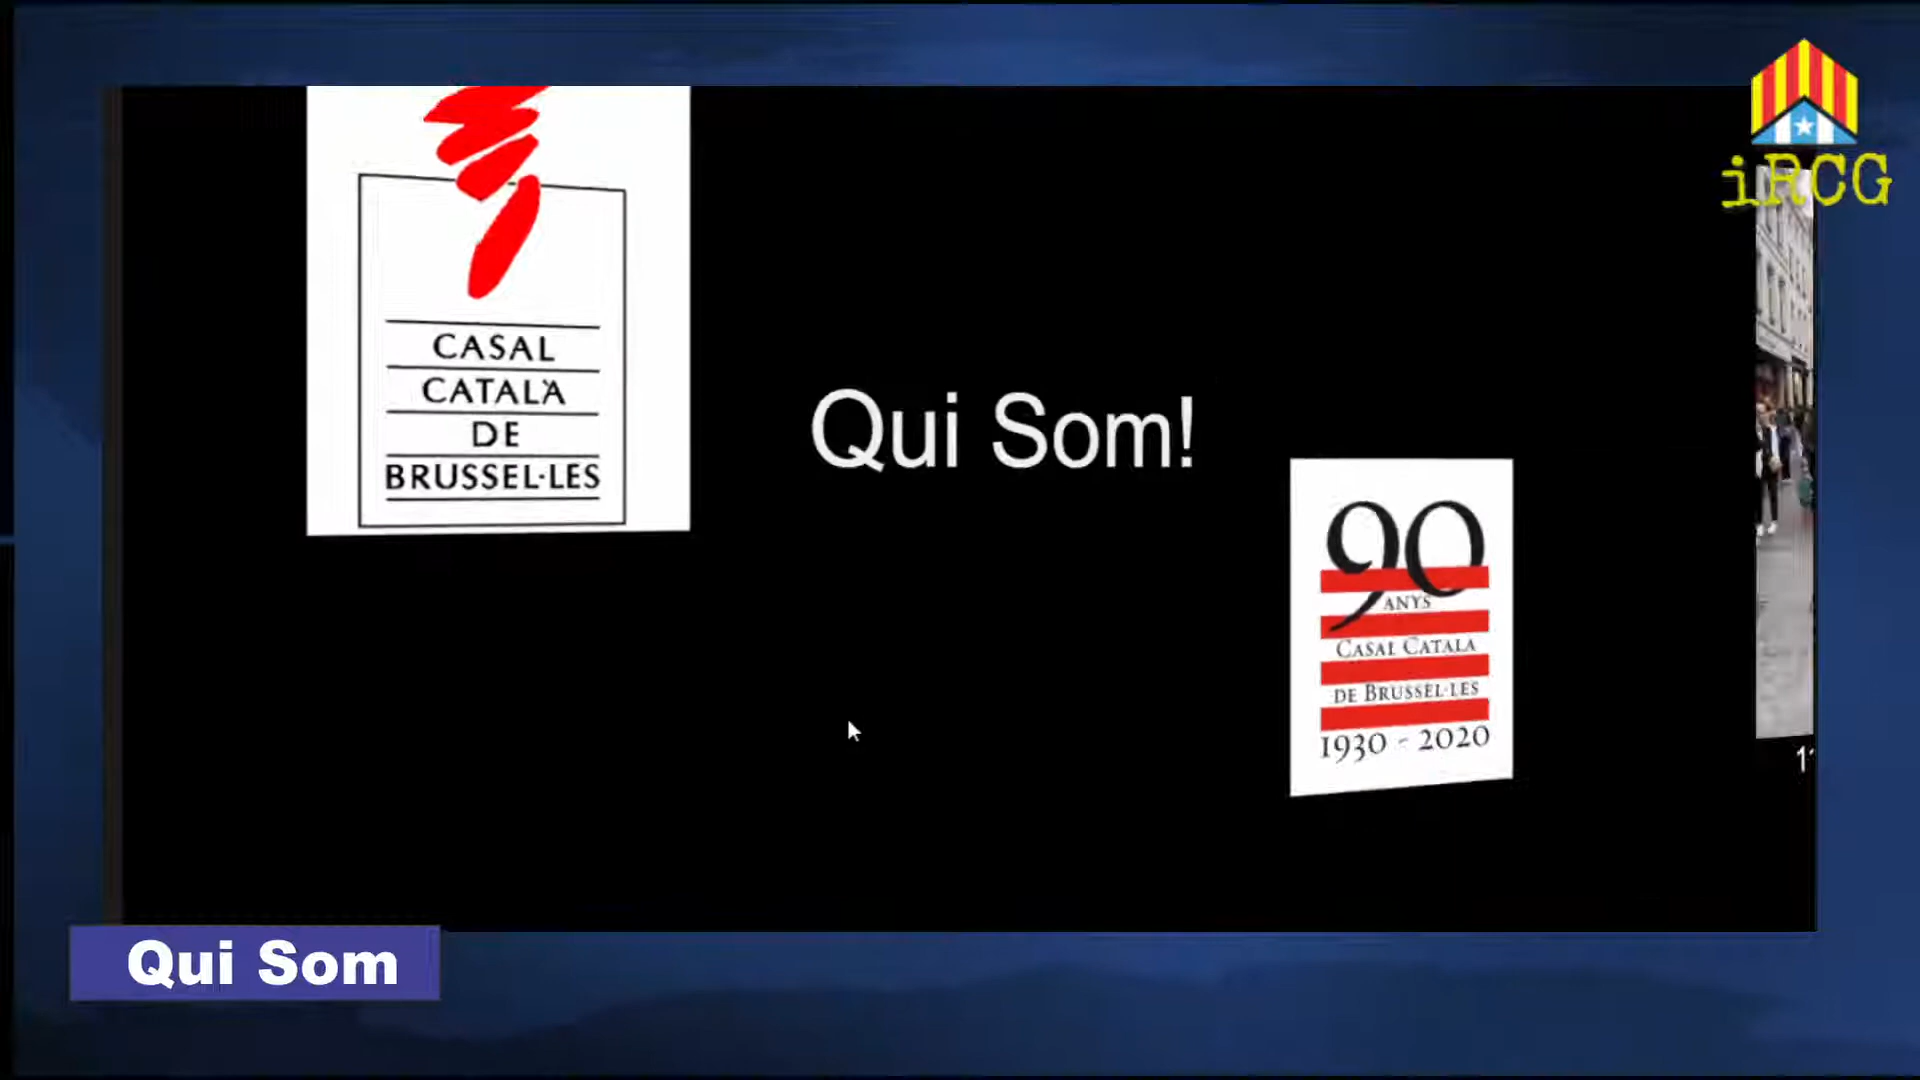 iRCG
CASAL
CATALÀ
DE
BRUSSEL·LES
Qui Som!
90
ANYS
CASAL CATALA
DE BRUSSEL·LES
1930 - 2020
Qui Som